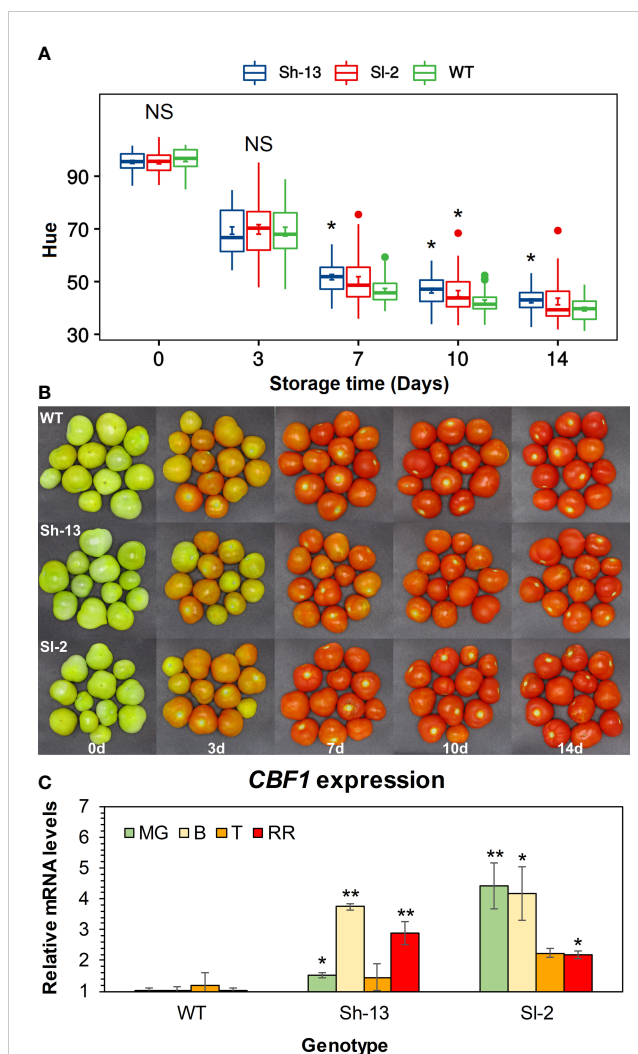 A
Sh-13 Sl-2 WT
NS
NS
*
*
*
*
Hue
90
70
50
30
0 3 7 10 14
Storage time (Days)
B
WT
Sh-13
Sl-2
0d 3d 7d 10d 14d
C
CBF1 expression
MG B T RR
Relative mRNA levels
7
6
5
4
3
2
1
*
**
**
**
*
*
WT Sh-13 Sl-2
Genotype